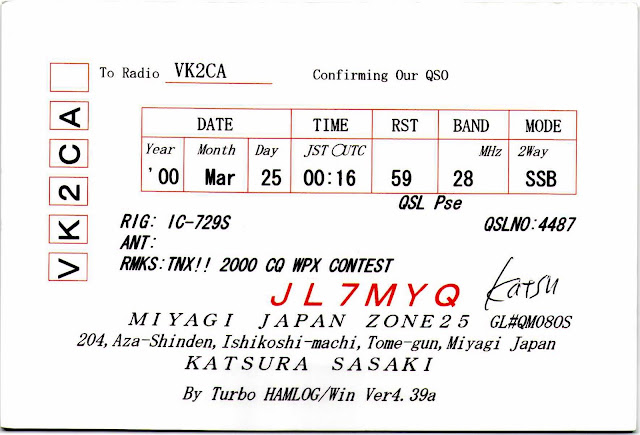 To Radio VK2CA Confirming Our QSO
VK2CA
DATE TIME RST BAND MODE
Year Month Day JST UTC MHz 2Way
'00 Mar 25 00:16 59 28 SSB
QSL Pse
RIG: IC-729S QSLNO:4487
ANT:
RMKS:TNX!! 2000 CQ WPX CONTEST
JL7MYQ Katsu
MIYAGI JAPAN ZONE25 GL#QM08OS
204, Aza-Shinden, Ishikoshi-machi, Tome-gun, Miyagi Japan
KATSURA SASAKI
By Turbo HAMLOG/Win Ver4.39a